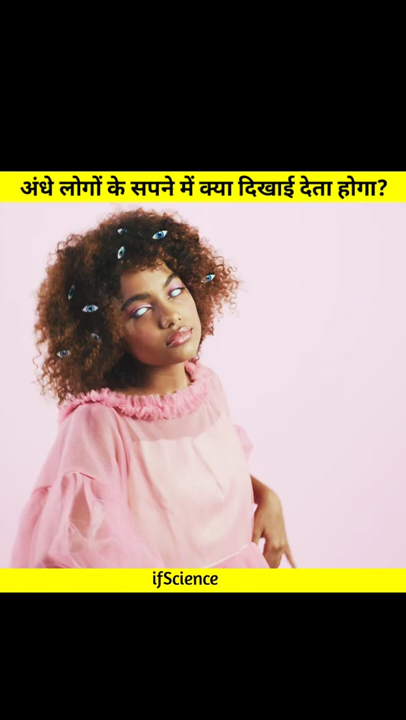 अंधे लोगों के सपने में क्या दिखाई देता होगा?
ifScience